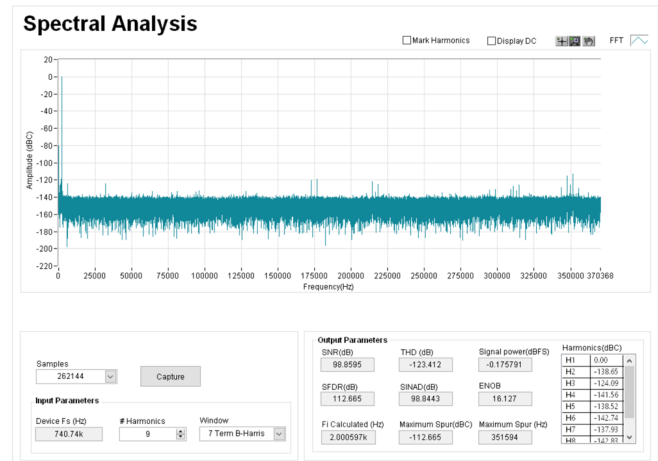 Spectral Analysis
Mark Harmonics
Display DC
FFT
20
0
-20
-40
-60
-80
-100
-120
-140
-160
-180
-200
-220
Amplitude (dBC)
0 25000 50000 75000 100000 125000 150000 175000 200000 225000 250000 275000 300000 325000 350000 370368
Frequency(Hz)
Samples
262144
Capture
Input Parameters
Device Fs (Hz) # Harmonics Window
740.74k 9 7 Term B-Harris
Output Parameters
SNR(dB) THD (dB) Signal power(dBFS)
98.8595 -123.412 -0.175791
SFDR(dB) SINAD(dB) ENOB
112.665 98.8443 16.127
Fi Calculated (Hz) Maximum Spur(dBC) Maximum Spur (Hz)
2.000597k -112.665 351594
Harmonics(dBC)
H1 0.00
H2 -138.65
H3 -124.09
H4 -141.56
H5 -138.52
H6 -142.74
H7 -137.93
H8 -142.83